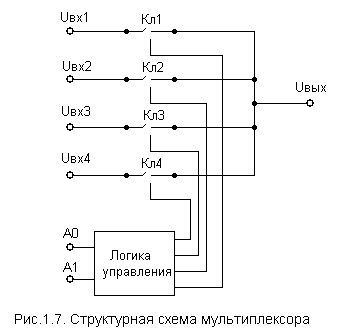 Uвх1
Кл1
Uвх2
Кл2
Uвых
Uвх3
Кл3
Uвх4
Кл4
A0
A1
Логика
управления
Рис.1.7. Структурная схема мультиплексора